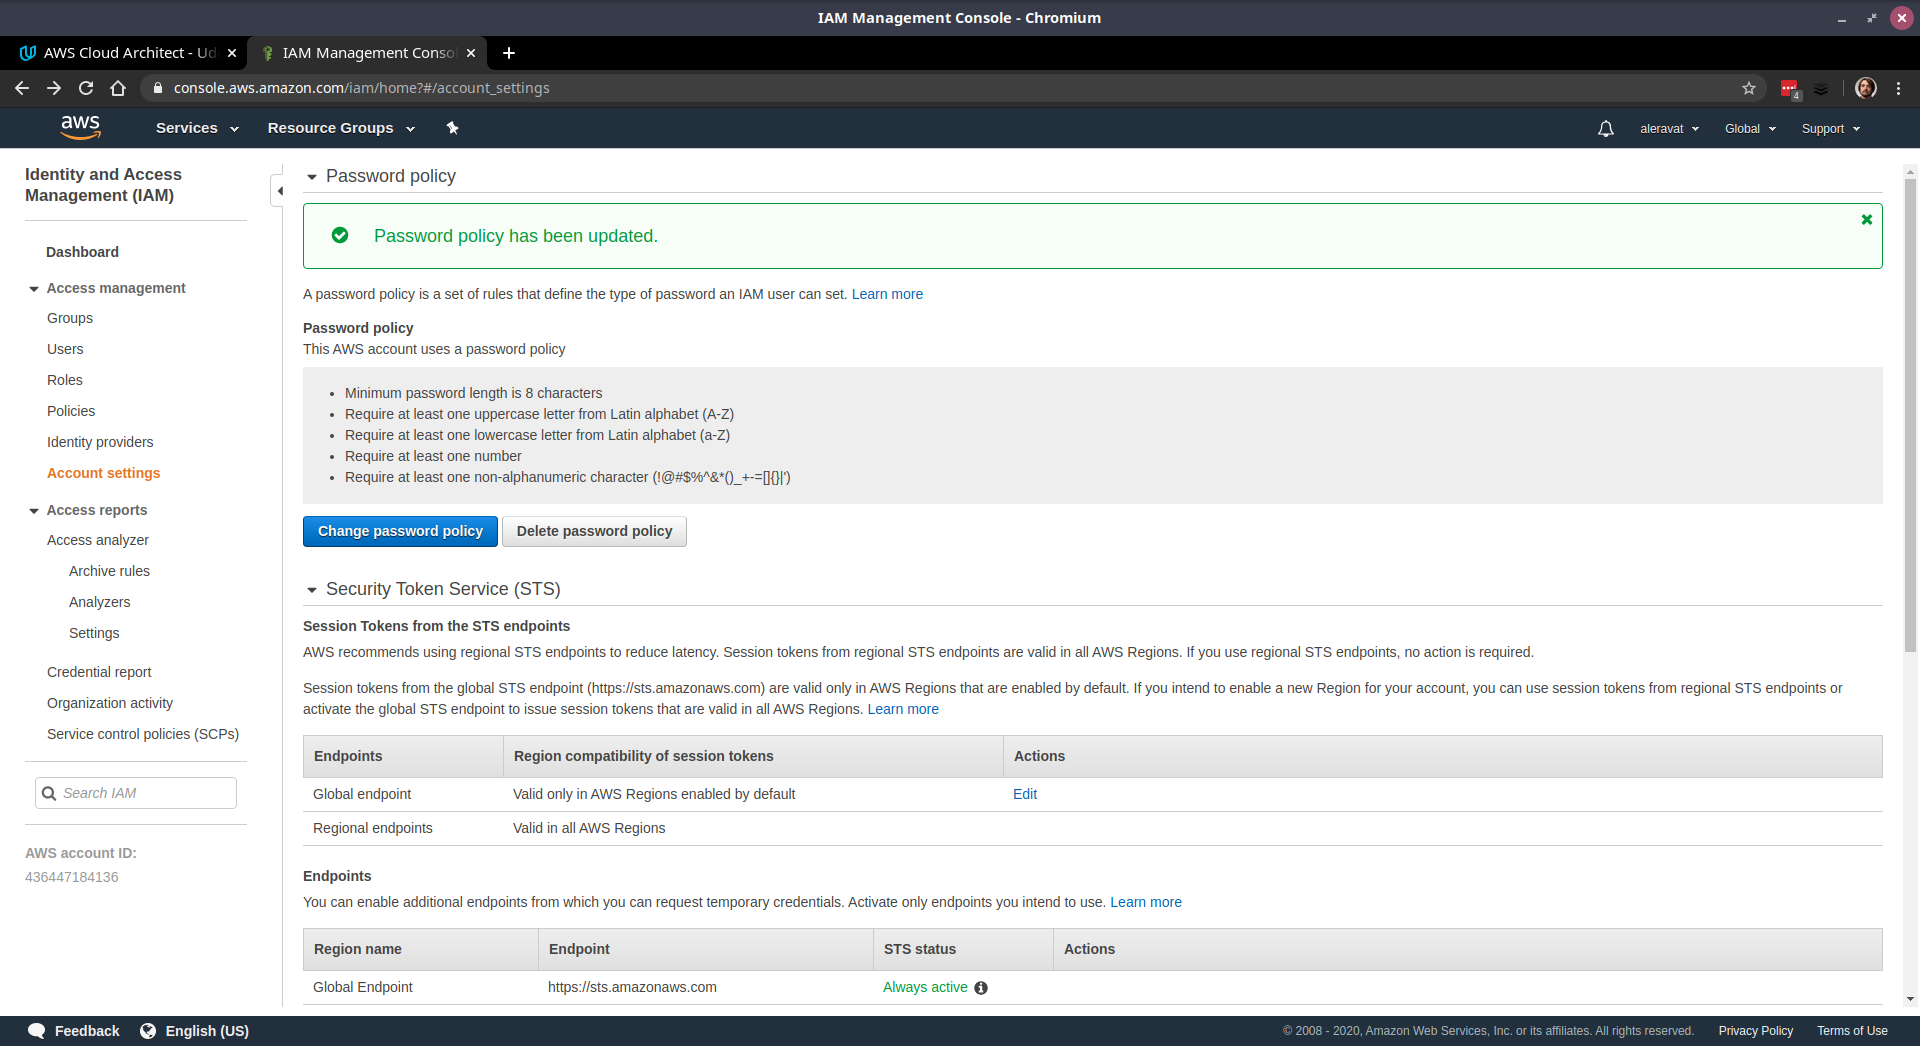 IAM Management Console - Chromium
AWS Cloud Architect - Ud
IAM Management Consol
console.aws.amazon.com/iam/home?#/account_settings
4
aws
Services
Resource Groups
aleravat
Global
Support
Identity and Access
Management (IAM)
Dashboard
Access management
Groups
Users
Roles
Policies
Identity providers
Account settings
Access reports
Access analyzer
Archive rules
Analyzers
Settings
Credential report
Organization activity
Service control policies (SCPs)
Search IAM
AWS account ID:
436447184136
Password policy
Password policy has been updated.
A password policy is a set of rules that define the type of password an IAM user can set. Learn more
Password policy
This AWS account uses a password policy
• Minimum password length is 8 characters
• Require at least one uppercase letter from Latin alphabet (A-Z)
• Require at least one lowercase letter from Latin alphabet (a-Z)
• Require at least one number
• Require at least one non-alphanumeric character (!@#$%^&*()_+-=[]{}|')
Change password policy
Delete password policy
Security Token Service (STS)
Session Tokens from the STS endpoints
AWS recommends using regional STS endpoints to reduce latency. Session tokens from regional STS endpoints are valid in all AWS Regions. If you use regional STS endpoints, no action is required.
Session tokens from the global STS endpoint (https://sts.amazonaws.com) are valid only in AWS Regions that are enabled by default. If you intend to enable a new Region for your account, you can use session tokens from regional STS endpoints or
activate the global STS endpoint to issue session tokens that are valid in all AWS Regions. Learn more
Endpoints Region compatibility of session tokens Actions
Global endpoint Valid only in AWS Regions enabled by default Edit
Regional endpoints Valid in all AWS Regions
Endpoints
You can enable additional endpoints from which you can request temporary credentials. Activate only endpoints you intend to use. Learn more
Region name Endpoint STS status Actions
Global Endpoint https://sts.amazonaws.com Always active
Feedback
English (US)
© 2008 - 2020, Amazon Web Services, Inc. or its affiliates. All rights reserved.
Privacy Policy
Terms of Use